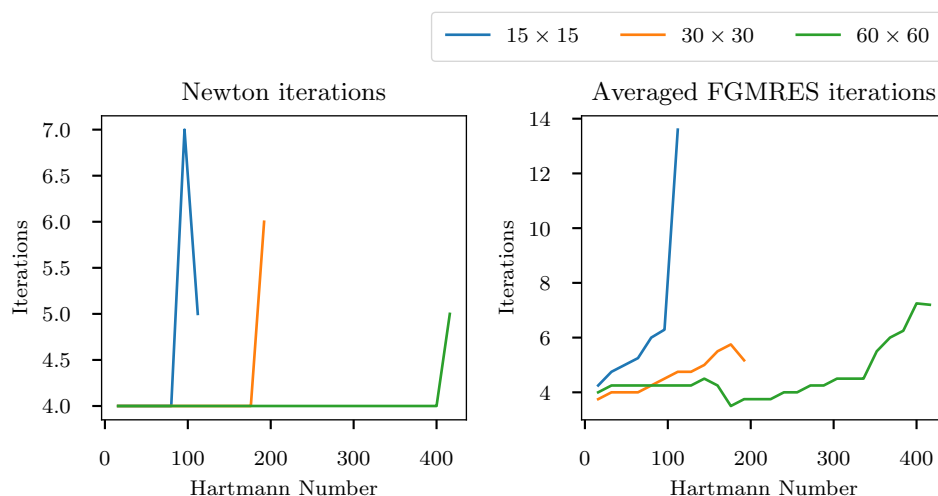 15 × 15 30 × 30 60 × 60
Newton iterations
7.0
6.5
6.0
5.5
5.0
4.5
4.0
Iterations
0 100 200 300 400
Hartmann Number
Averaged FGMRES iterations
14
12
10
8
6
4
Iterations
0 100 200 300 400
Hartmann Number